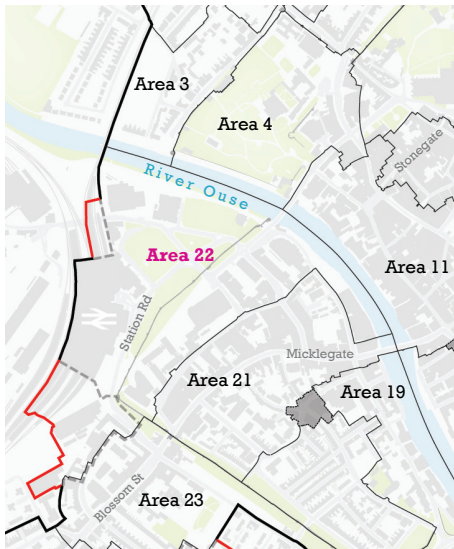 Area 3
Area 4
Stonegate
River Ouse
Area 22
Area 11
Station Rd
Micklegate
Area 21
Area 19
Blossom St
Area 23